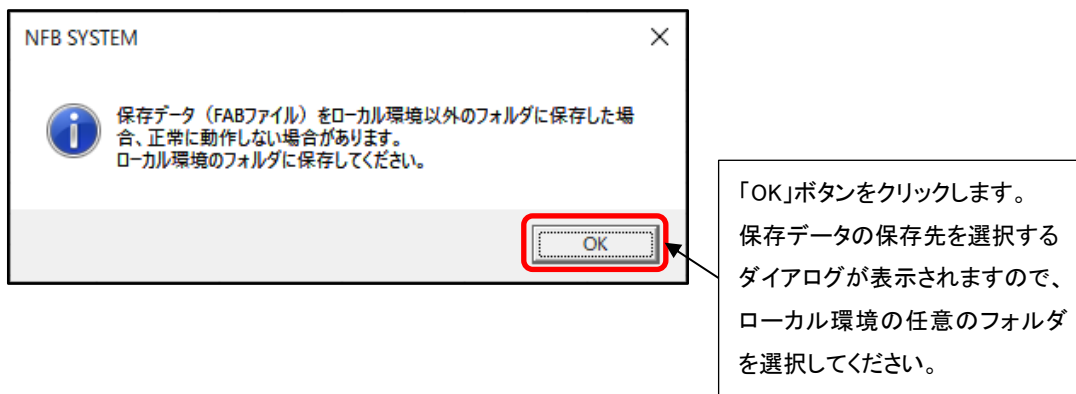 NFB SYSTEM
保存データ（FABファイル）をローカル環境以外のフォルダに保存した場
合、正常に動作しない場合があります。
ローカル環境のフォルダに保存してください。
OK
「OK」ボタンをクリックします。
保存データの保存先を選択する
ダイアログが表示されますので、
ローカル環境の任意のフォルダ
を選択してください。